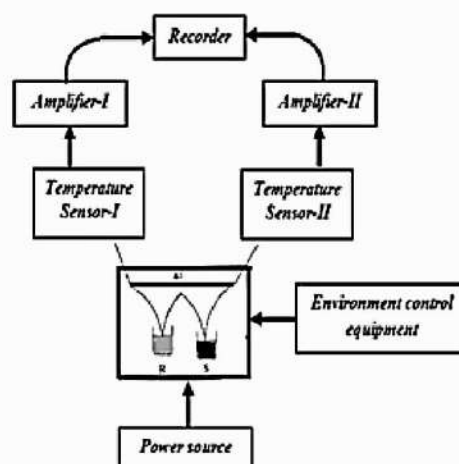 Recorder
Amplifier-I
Amplifier-II
Temperature
Sensor-I
Temperature
Sensor-II
R
S
Environment control
equipment
Power source